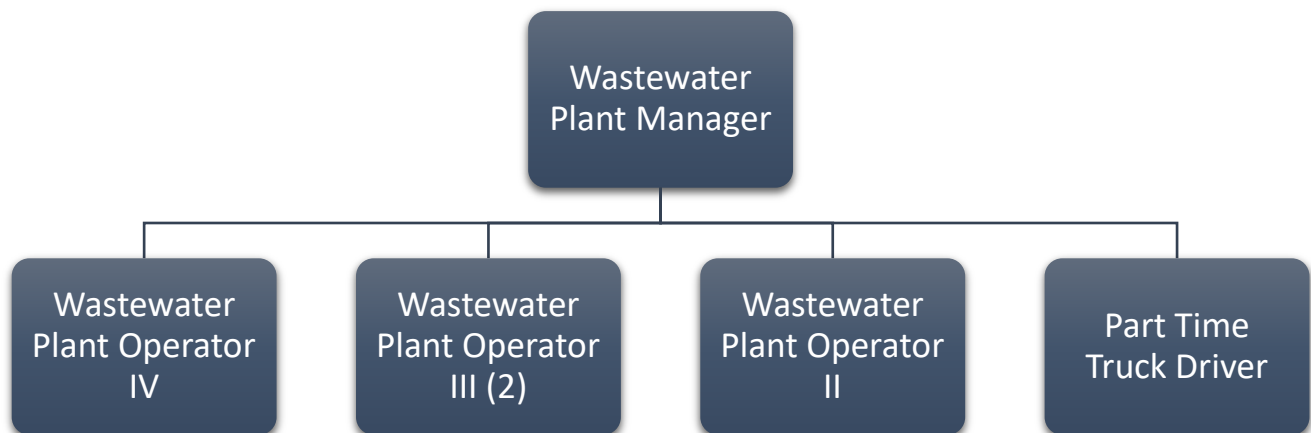 Wastewater
Plant Manager
Wastewater
Plant Operator
IV
Wastewater
Plant Operator
III (2)
Wastewater
Plant Operator
II
Part Time
Truck Driver